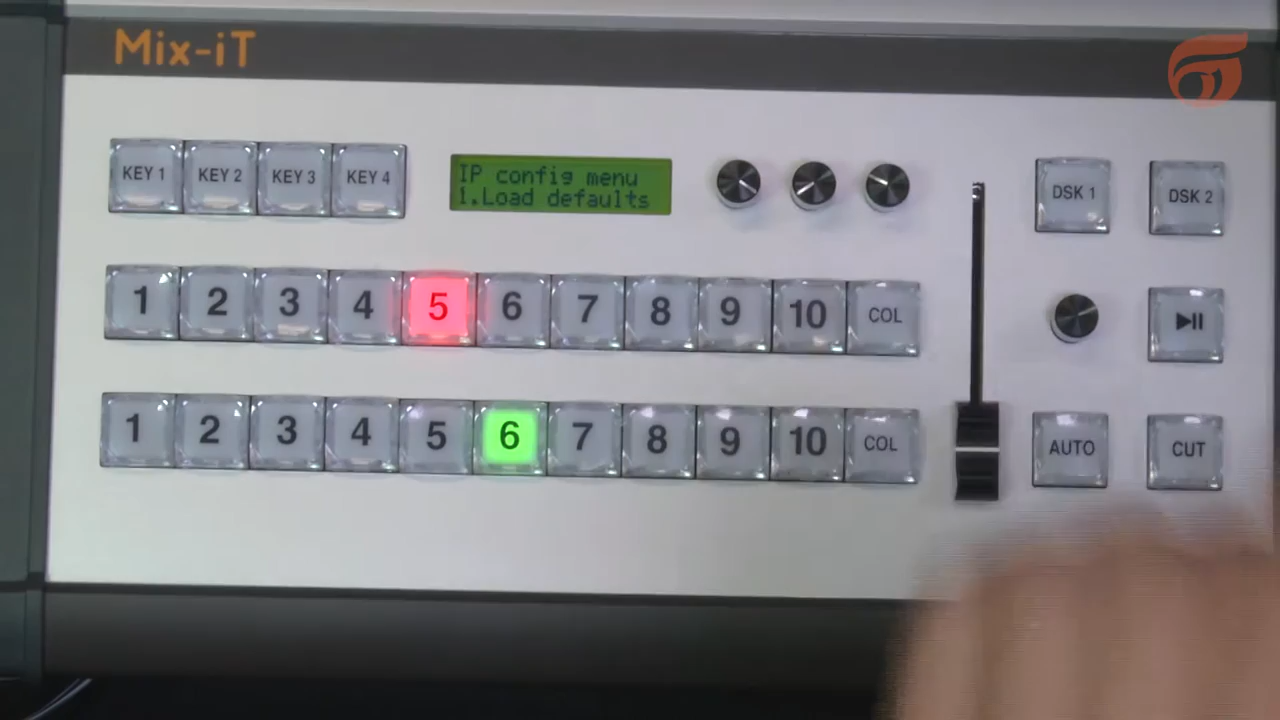 Mix-iT
KEY 1 KEY 2 KEY 3 KEY 4
IP config menu
1.Load defaults
DSK 1 DSK 2
1 2 3 4 5 6 7 8 9 10 COL
1 2 3 4 5 6 7 8 9 10 COL
AUTO CUT